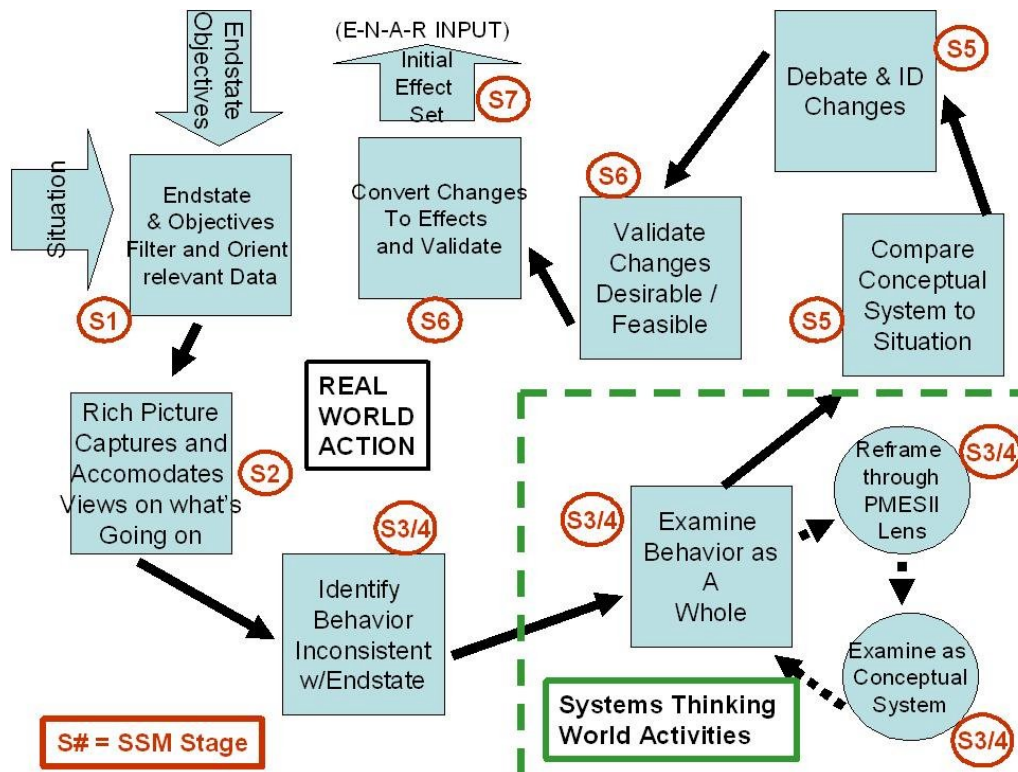 Endstate
Objectives
(E-N-A-R INPUT)
Initial
Effect
Set
S7
Situation
Endstate
& Objectives
Filter and Orient
relevant Data
S1
Convert Changes
To Effects
and Validate
S6
S6
Validate
Changes
Desirable /
Feasible
Debate & ID
Changes
S5
Compare
Conceptual
System to
Situation
S5
Rich Picture
Captures and
Accomodates
Views on what's
Going on
S2
REAL
WORLD
ACTION
S3/4
Identify
Behavior
Inconsistent
w/Endstate
S3/4
Examine
Behavior as
A
Whole
Reframe
through
PMESII
Lens
S3/4
Examine as
Conceptual
System
S3/4
Systems Thinking
World Activities
S# = SSM Stage